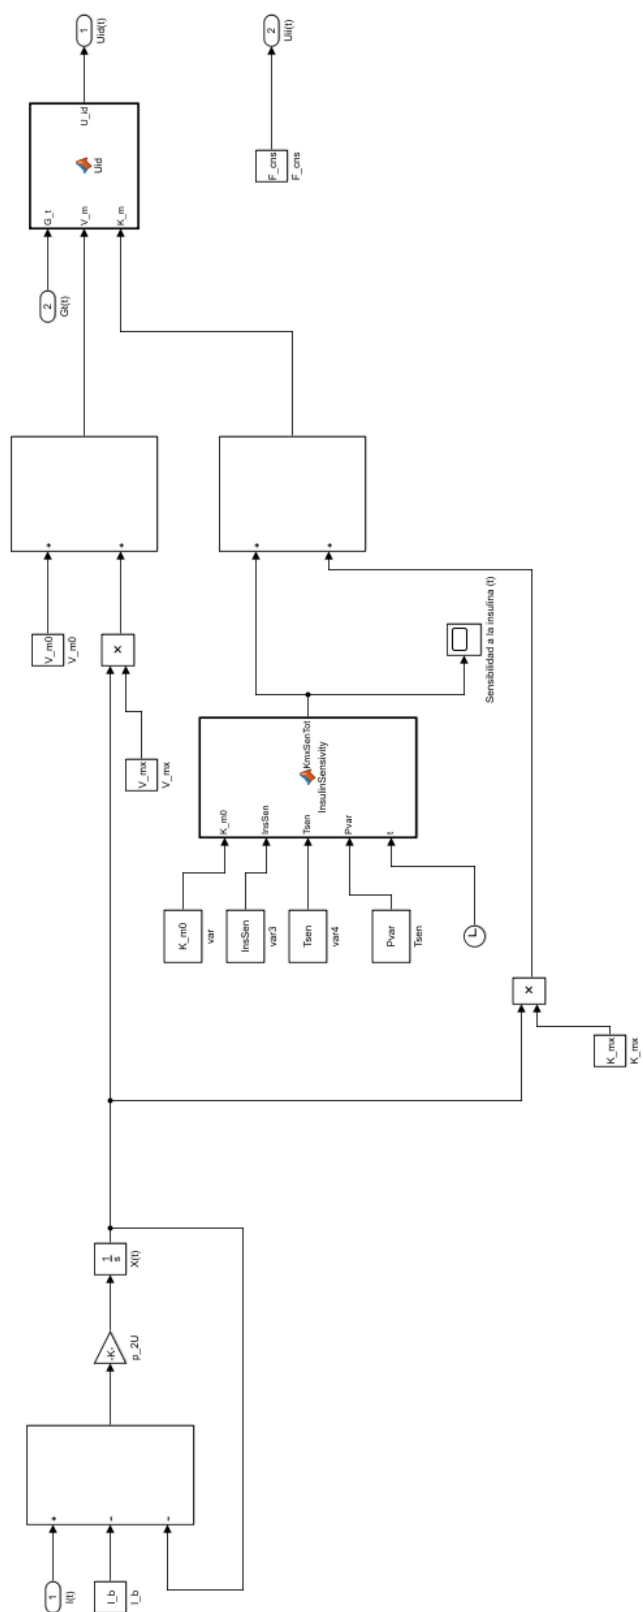 1
I(t)
I_b
I_b
+
-
-
-K-
p_2U
1
s
X(t)
V_m0
V_m0
×
V_mx
V_mx
+
+
2
Gt(t)
G_t
V_m
K_m
Uid
U_id
1
Uid(t)
K_m0
var
InsSen
var3
Tsen
var4
Pvar
Tsen
K_m0
InsSen
Tsen
Pvar
t
KmxSenTot
InsulinSensivity
+
+
Sensibilidad a la insulina (t)
×
K_mx
K_mx
F_cns
F_cns
2
Uii(t)